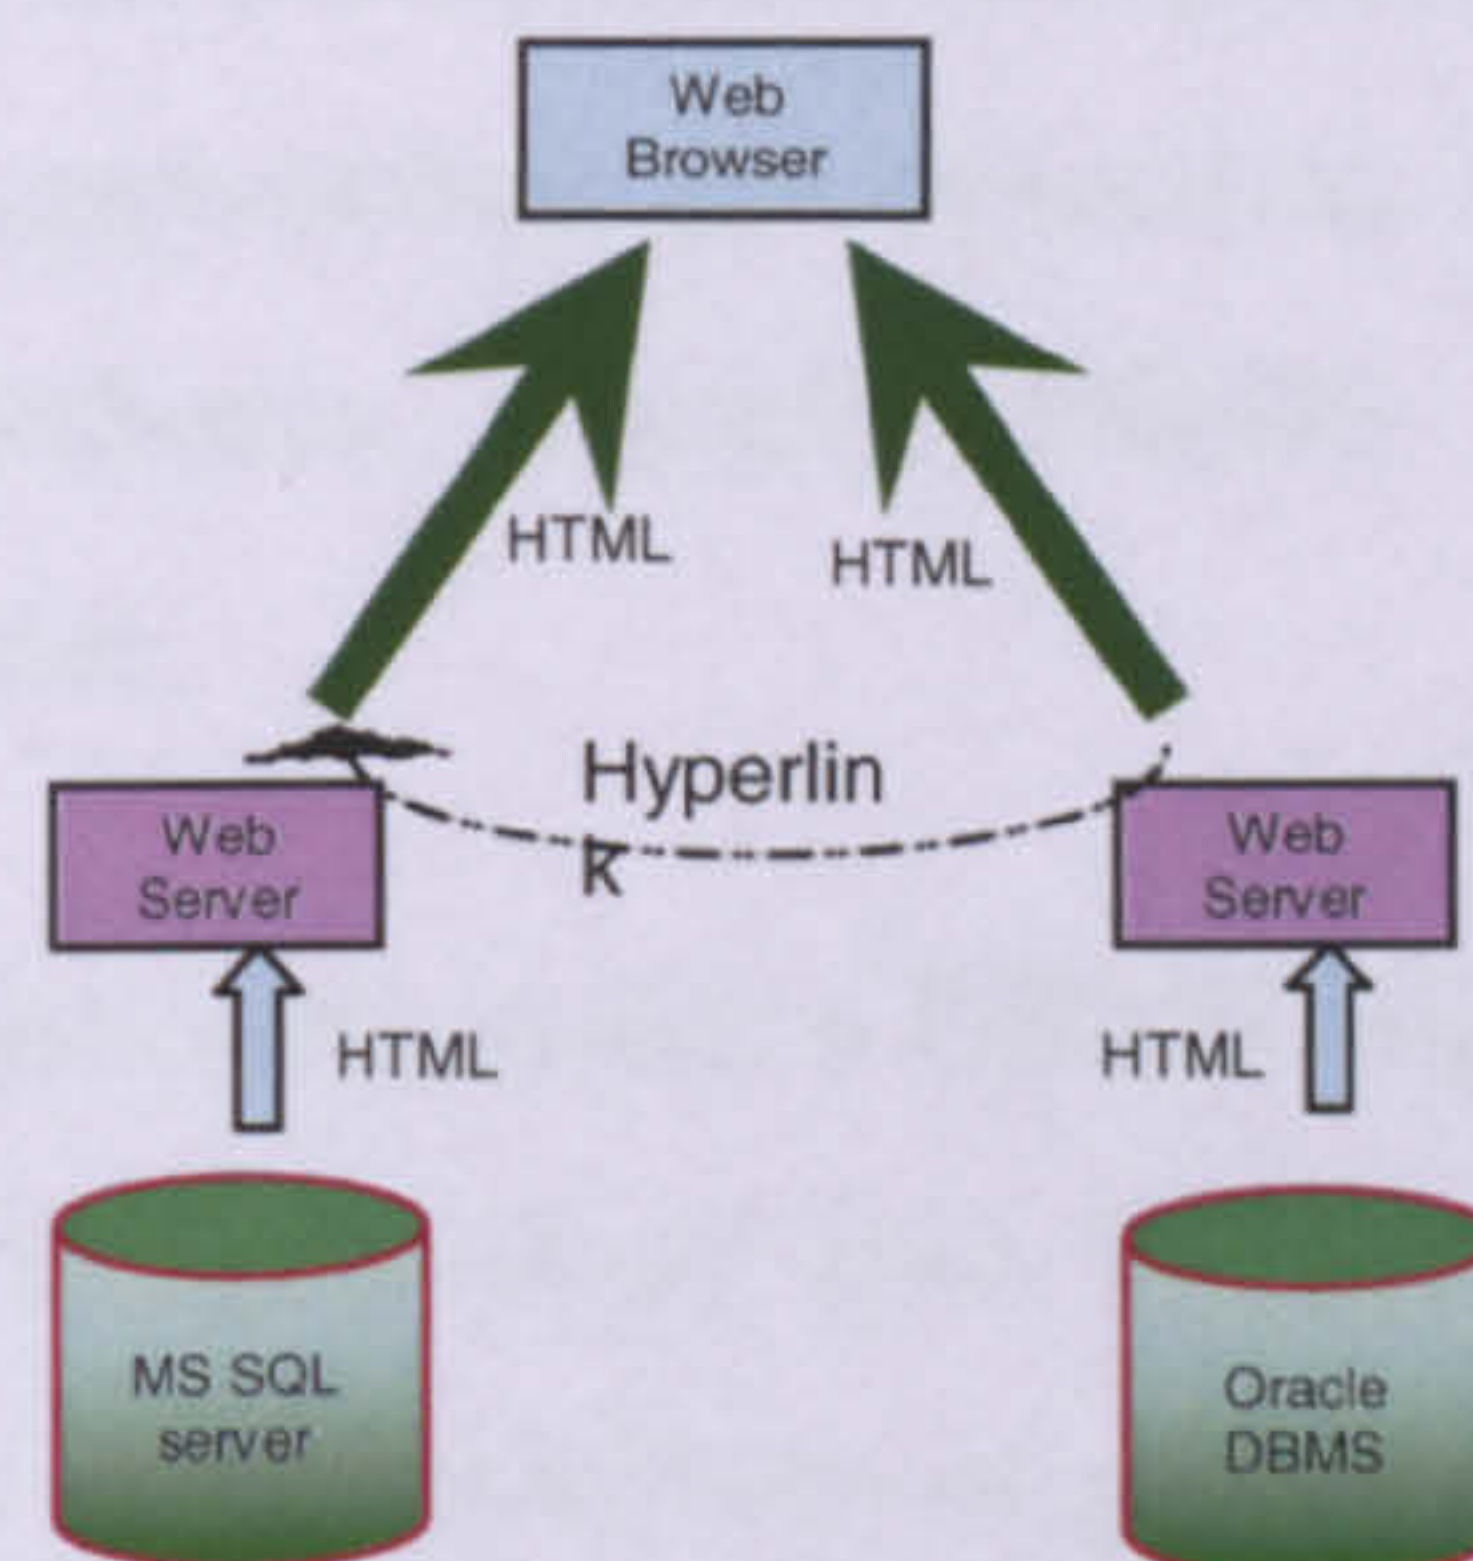 Web
Browser
HTML
HTML
Hyperlin
k
Web
Server
Web
Server
HTML
HTML
MS SQL
server
Oracle
DBMS